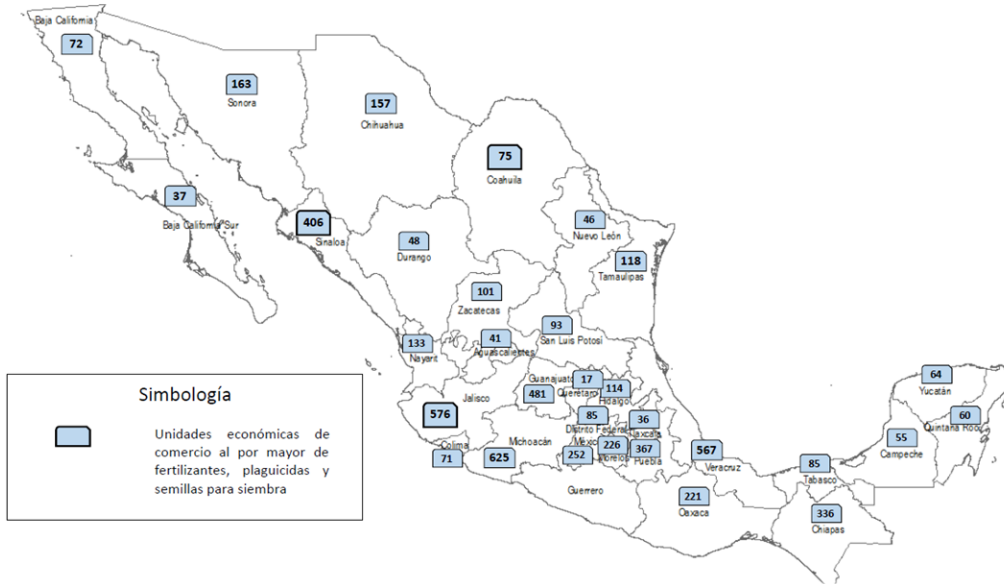 Baja California
72
163
Sonora
157
Chihuahua
75
Coahuila
37
Baja California Sur
406
Sinaloa
48
Durango
46
Nuevo León
118
Tamaulipas
101
Zacatecas
93
San Luis Potosí
133
Nayarit
41
Aguascalientes
64
Yucatán
60
Quintana Roo
55
Campeche
Guanajuato
17
Querétaro
481
114
Hidalgo
Jalisco
576
85
Distrito Federal
36
Tlaxcala
Colima
71
Michoacán
625
México
252
226
Morelos
367
Puebla
567
Veracruz
85
Tabasco
Guerrero
221
Oaxaca
336
Chiapas
Simbología
Unidades económicas de
comercio al por mayor de
fertilizantes, plaguicidas y
semillas para siembra